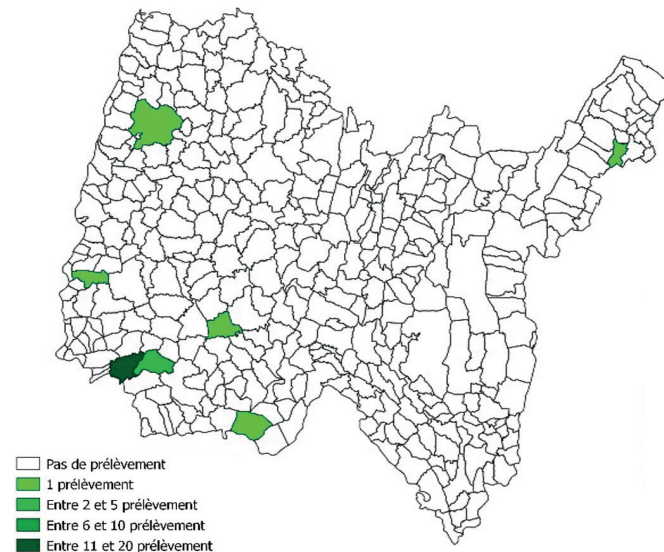 Pas de prélèvement
1 prélèvement
Entre 2 et 5 prélèvement
Entre 6 et 10 prélèvement
Entre 11 et 20 prélèvement